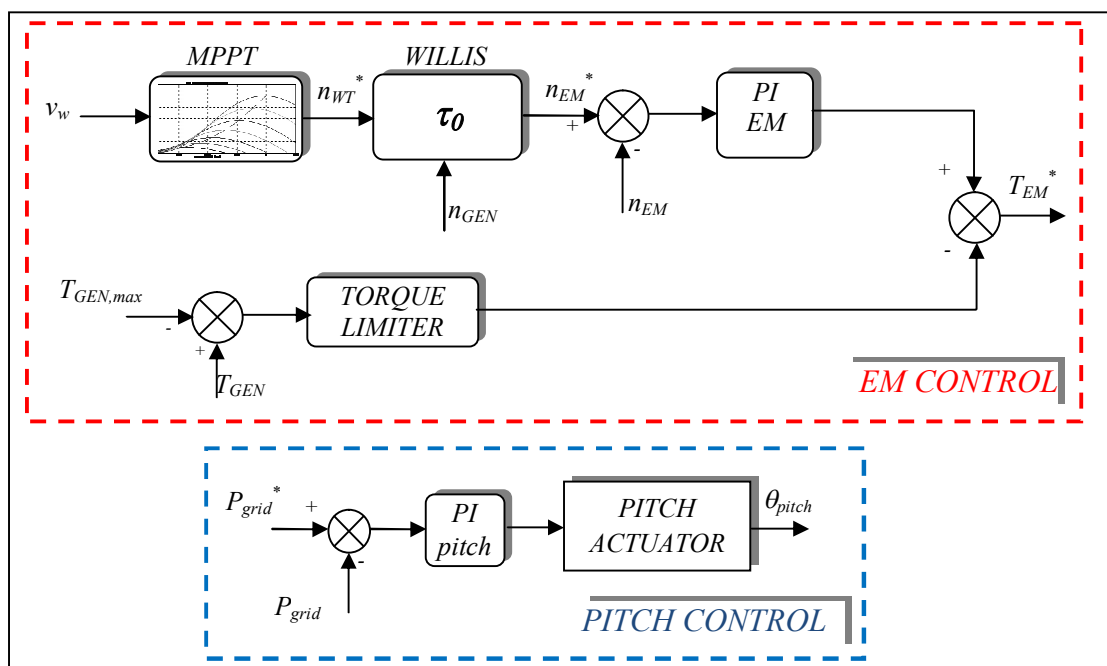 MPPT
WILLIS
v_w
n_WT*
τ_0
n_EM*
+
-
PI
EM
n_GEN
n_EM
+
-
T_EM*
T_GEN,max
-
+
T_GEN
TORQUE
LIMITER
EM CONTROL
P_grid*
+
-
P_grid
PI
pitch
PITCH
ACTUATOR
θ_pitch
PITCH CONTROL